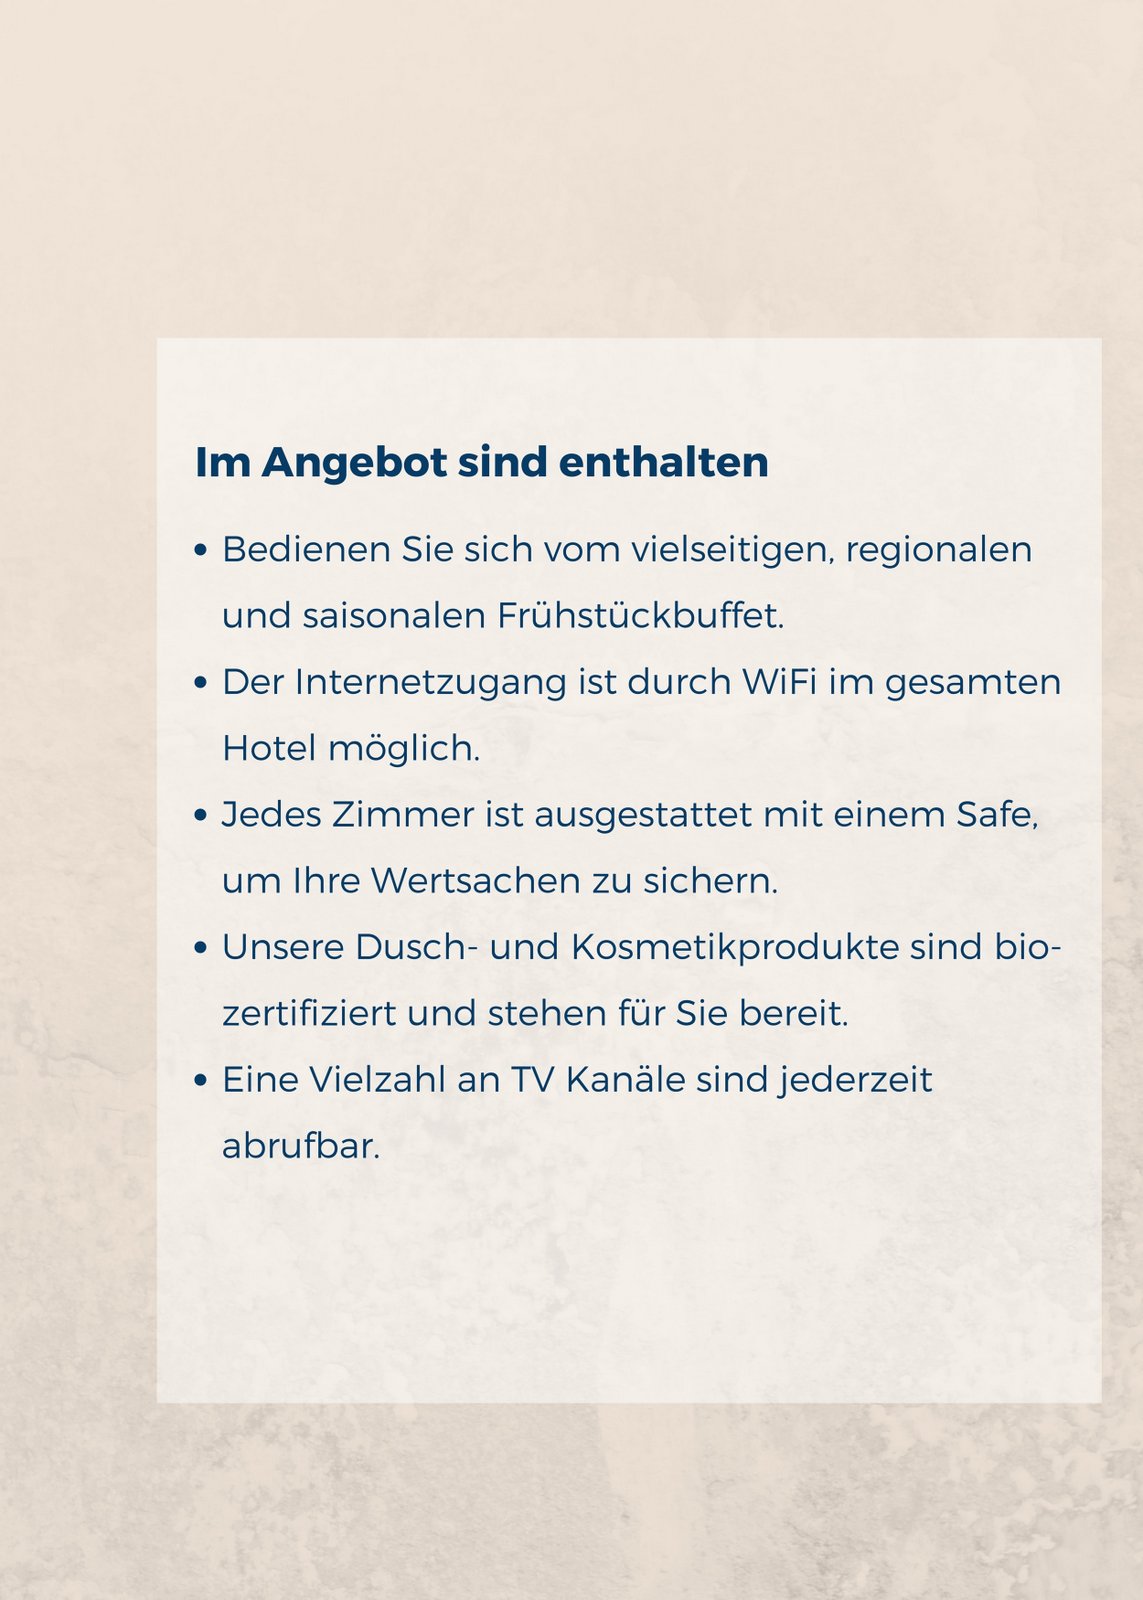 Im Angebot sind enthalten
• Bedienen Sie sich vom vielseitigen, regionalen
und saisonalen Frühstückbuffet.
• Der Internetzugang ist durch WiFi im gesamten
Hotel möglich.
• Jedes Zimmer ist ausgestattet mit einem Safe,
um Ihre Wertsachen zu sichern.
• Unsere Dusch- und Kosmetikprodukte sind bio-
zertifiziert und stehen für Sie bereit.
• Eine Vielzahl an TV Kanäle sind jederzeit
abrufbar.